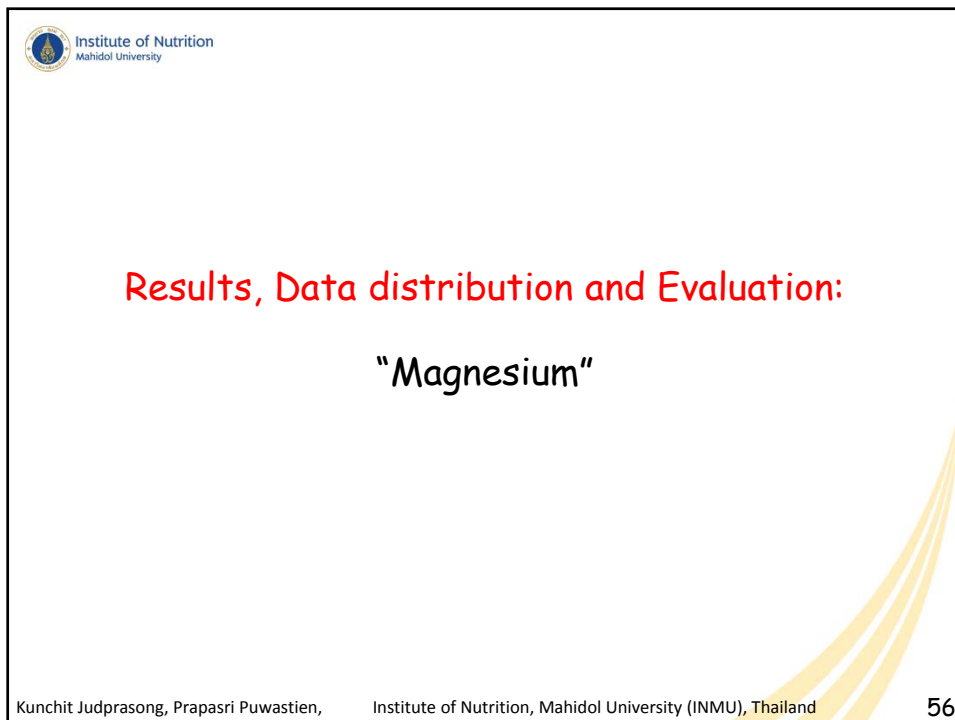 Institute of Nutrition
Mahidol University
Results, Data distribution and Evaluation:
“Magnesium”
Kunchit Judprasong, Prapasri Puwastien, Institute of Nutrition, Mahidol University (INMU), Thailand 56